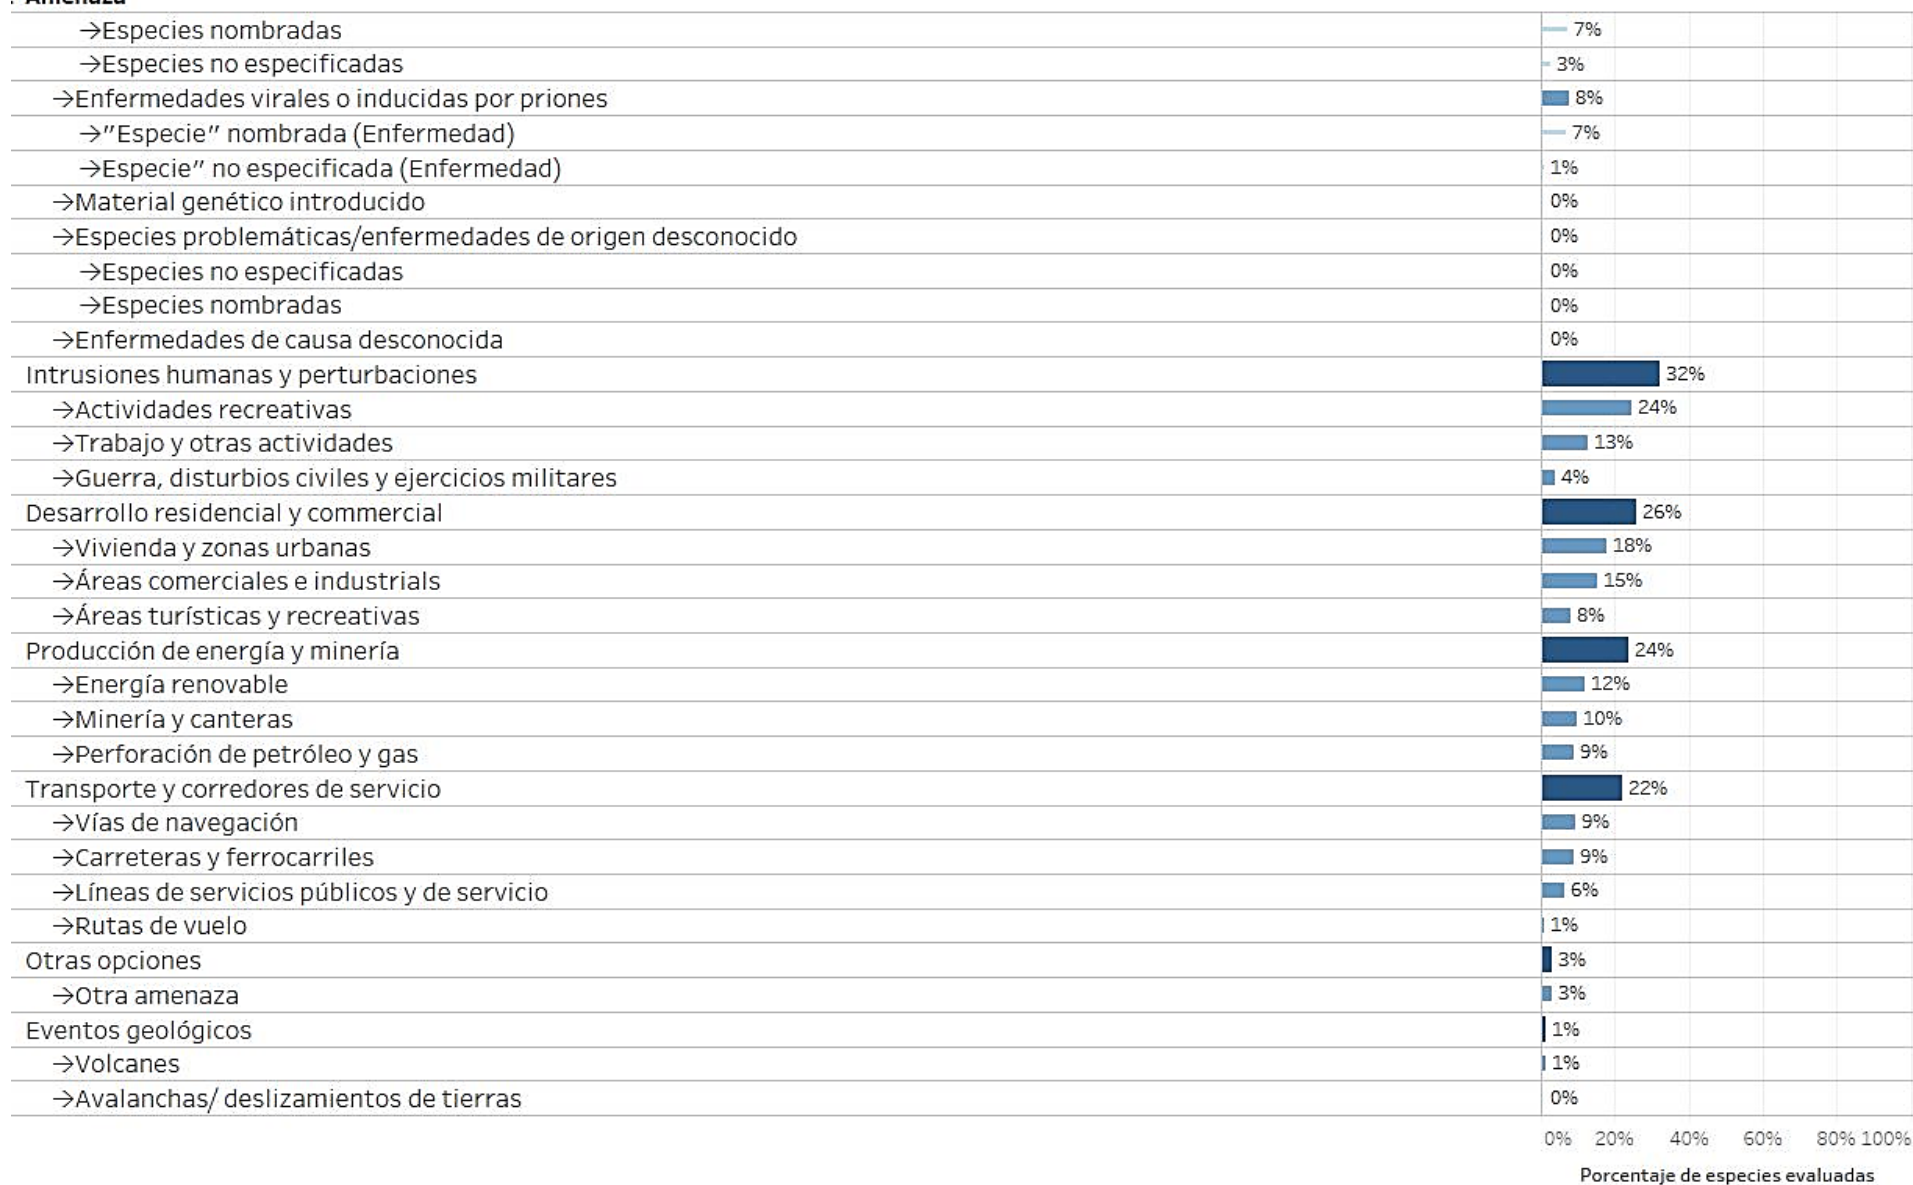 : Amenaza
→Especies nombradas 7%
→Especies no especificadas 3%
→Enfermedades virales o inducidas por priones 8%
→”Especie” nombrada (Enfermedad) 7%
→Especie” no especificada (Enfermedad) 1%
→Material genético introducido 0%
→Especies problemáticas/enfermedades de origen desconocido 0%
→Especies no especificadas 0%
→Especies nombradas 0%
→Enfermedades de causa desconocida 0%
Intrusiones humanas y perturbaciones 32%
→Actividades recreativas 24%
→Trabajo y otras actividades 13%
→Guerra, disturbios civiles y ejercicios militares 4%
Desarrollo residencial y commercial 26%
→Vivienda y zonas urbanas 18%
→Áreas comerciales e industrials 15%
→Áreas turísticas y recreativas 8%
Producción de energía y minería 24%
→Energía renovable 12%
→Minería y canteras 10%
→Perforación de petróleo y gas 9%
Transporte y corredores de servicio 22%
→Vías de navegación 9%
→Carreteras y ferrocarriles 9%
→Líneas de servicios públicos y de servicio 6%
→Rutas de vuelo 1%
Otras opciones 3%
→Otra amenaza 3%
Eventos geológicos 1%
→Volcanes 1%
→Avalanchas/ deslizamientos de tierras 0%
0% 20% 40% 60% 80% 100%
Porcentaje de especies evaluadas